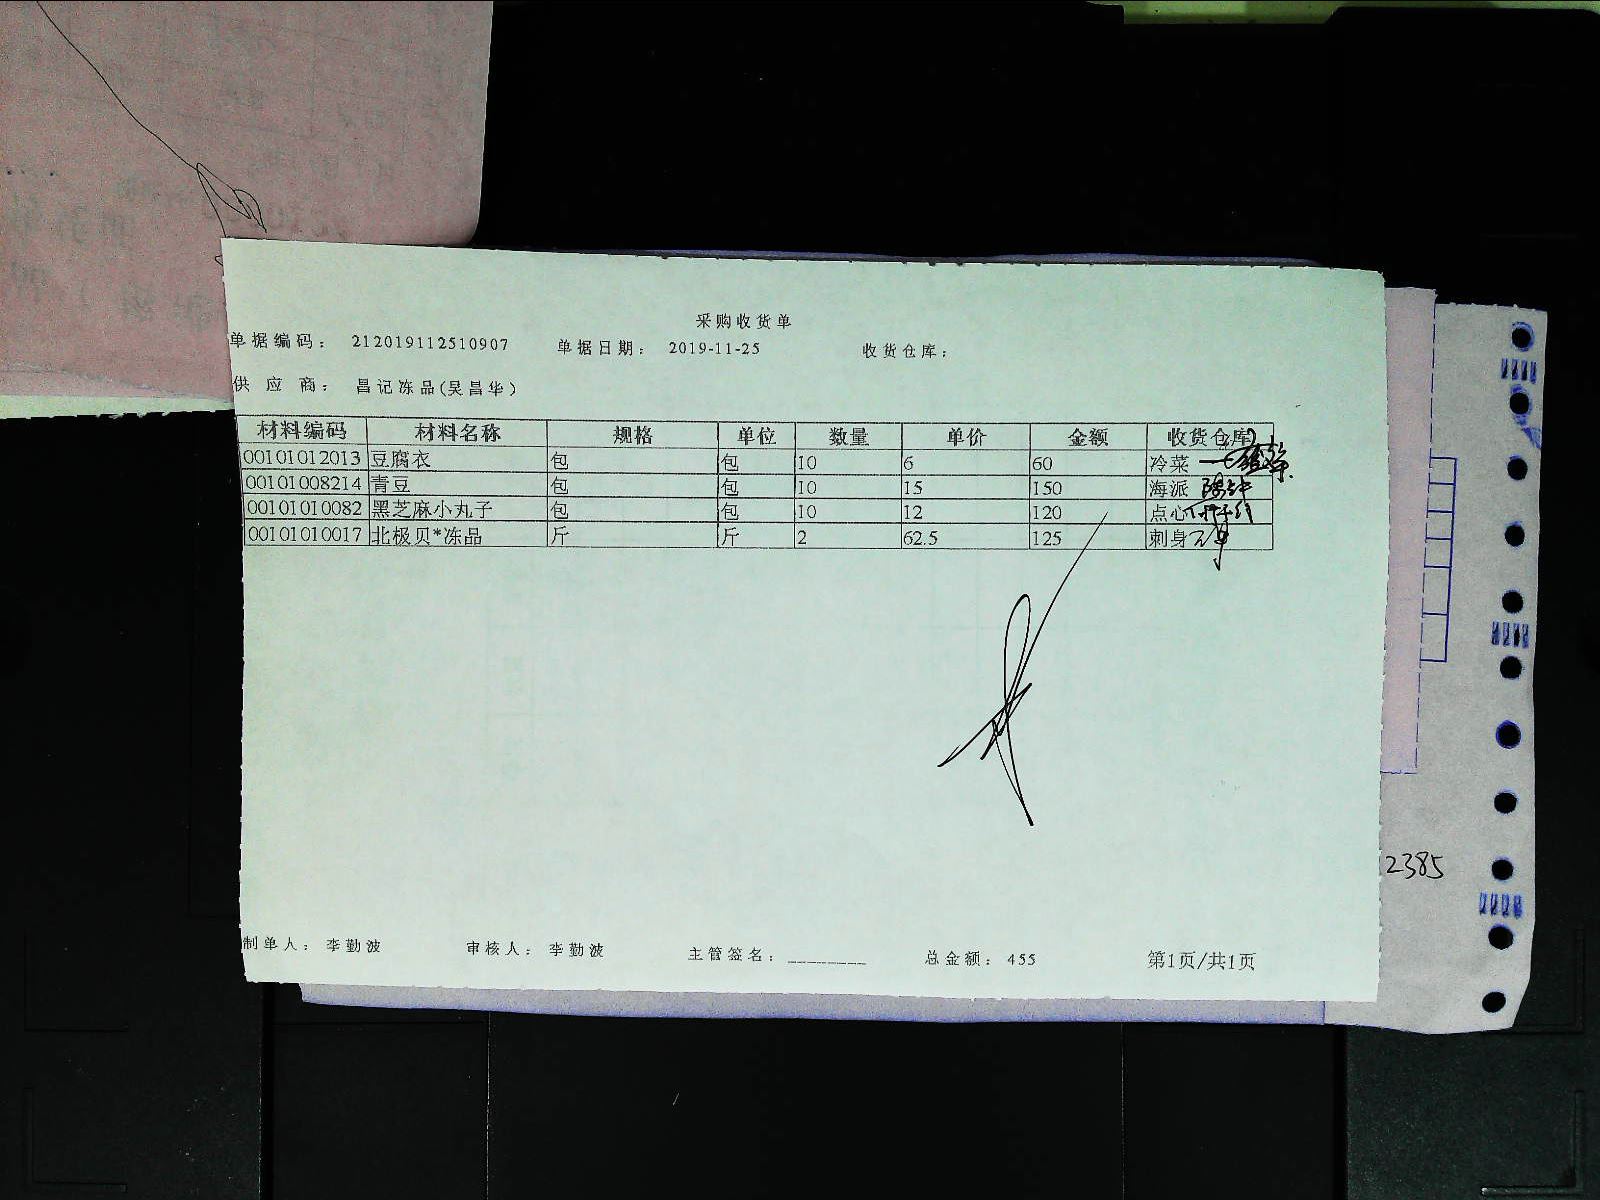 采购收货单
单据编码： 212019112510907 单据日期： 2019-11-25 收货仓库：
供应商： 昌记冻品(吴昌华)
材料编码 材料名称 规格 单位 数量 单价 金额 收货仓库
00101012013 豆腐衣 包 包 10 6 60 冷菜
00101008214 青豆 包 包 10 15 150 海派
00101010082 黑芝麻小丸子 包 包 10 12 120 点心
00101010017 北极贝*冻品 斤 斤 2 62.5 125 刺身
2385
制单人： 李勤波 审核人： 李勤波 主管签名：________ 总金额： 455 第1页/共1页